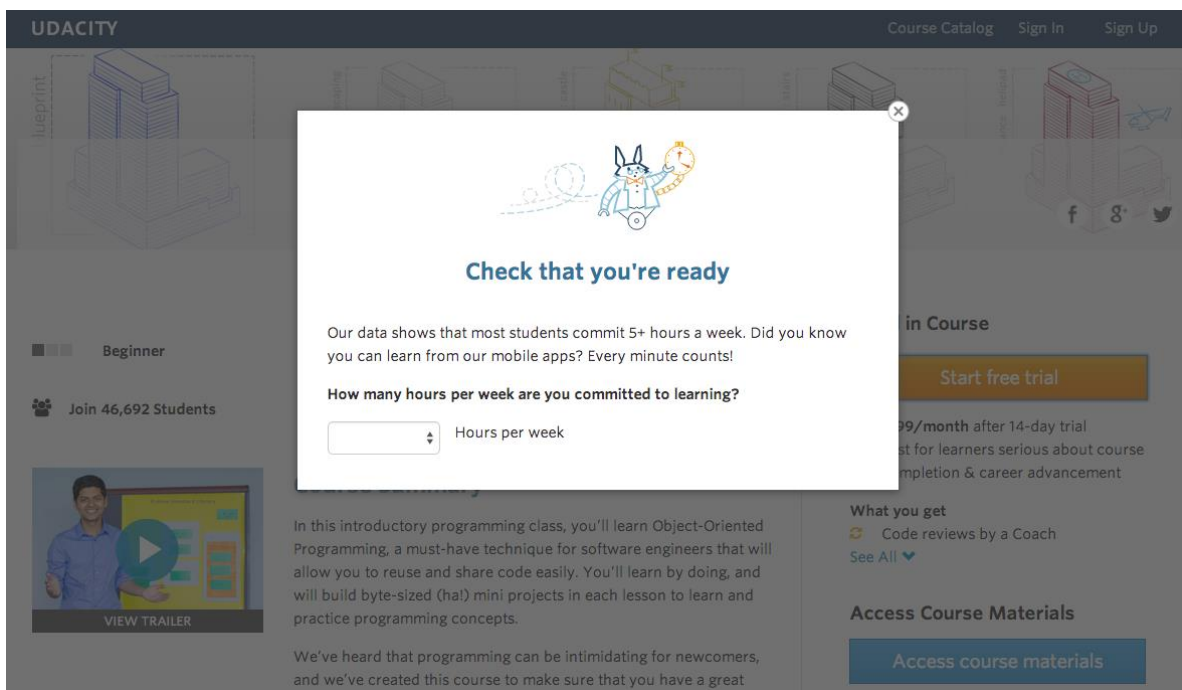 UDACITY
Course Catalog Sign In Sign Up
blueprint
castle
stars
helipad
f 8+
Check that you're ready
Our data shows that most students commit 5+ hours a week. Did you know
you can learn from our mobile apps? Every minute counts!
How many hours per week are you committed to learning?
Hours per week
Beginner
Join 46,692 Students
VIEW TRAILER
Course Summary
In this introductory programming class, you'll learn Object-Oriented
Programming, a must-have technique for software engineers that will
allow you to reuse and share code easily. You'll learn by doing, and
will build byte-sized (ha!) mini projects in each lesson to learn and
practice programming concepts.
We've heard that programming can be intimidating for newcomers,
and we've created this course to make sure that you have a great
in Course
Start free trial
99/month after 14-day trial
st for learners serious about course
mpletion & career advancement
What you get
Code reviews by a Coach
See All
Access Course Materials
Access course materials